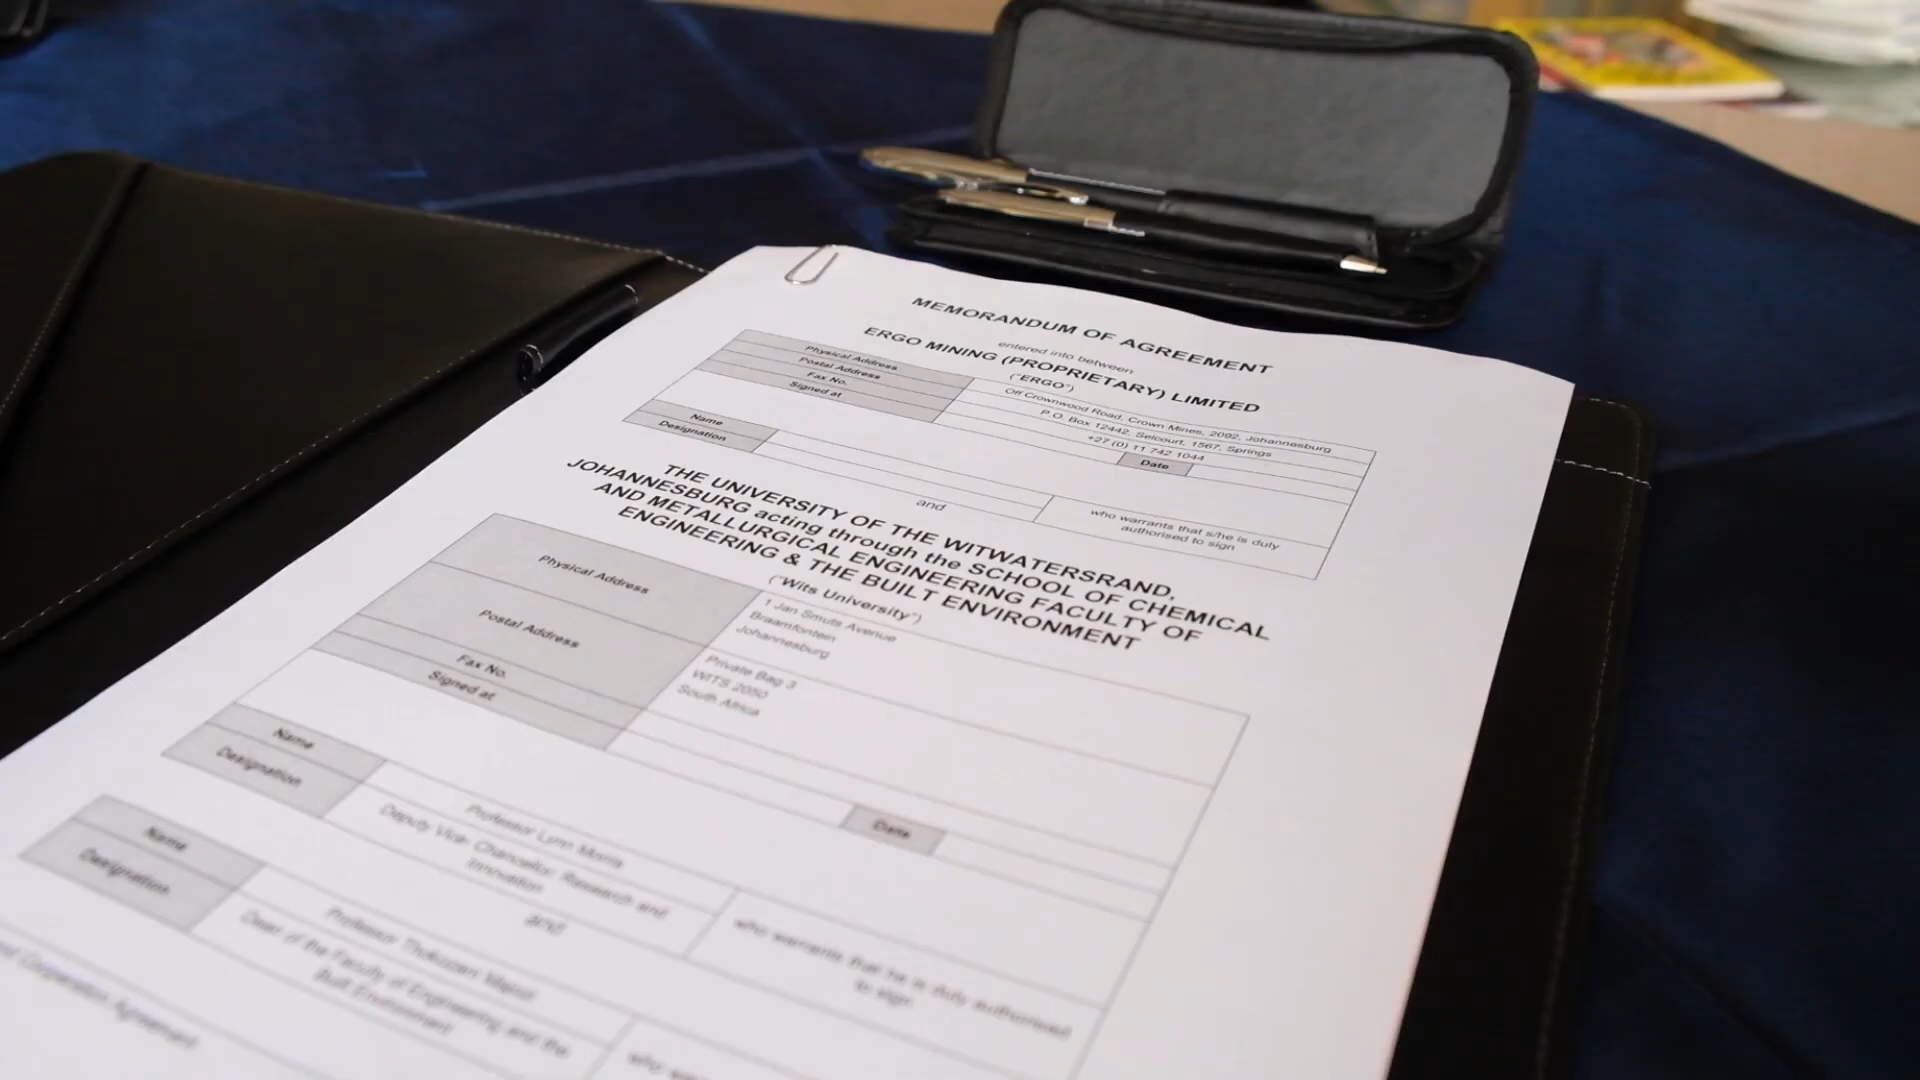 MEMORANDUM OF AGREEMENT
entered into between
ERGO MINING (PROPRIETARY) LIMITED
("ERGO")
Physical Address
Off Crownwood Road, Crown Mines, 2092, Johannesburg
Postal Address
P.O. Box 12442, Selcourt, 1567, Springs
Fax No.
+27 (0) 11 742 1044
Signed at
Date
Name
Designation
who warrants that s/he is duly
authorised to sign
and
THE UNIVERSITY OF THE WITWATERSRAND,
JOHANNESBURG acting through the SCHOOL OF CHEMICAL
AND METALLURGICAL ENGINEERING FACULTY OF
ENGINEERING & THE BUILT ENVIRONMENT
("Wits University")
Physical Address
1 Jan Smuts Avenue
Braamfontein
Johannesburg
Postal Address
Private Bag 3
WITS 2050
South Africa
Fax No.
Signed at
Date
Name
Professor Lynn Morris
Designation
Deputy Vice- Chancellor: Research and
Innovation
who warrants that he is duly authorised
to sign
and
Name
Professor Thokozani Majozi
Designation
Dean of the Faculty of Engineering and the
Built Environment
who
Cooperation Agreement